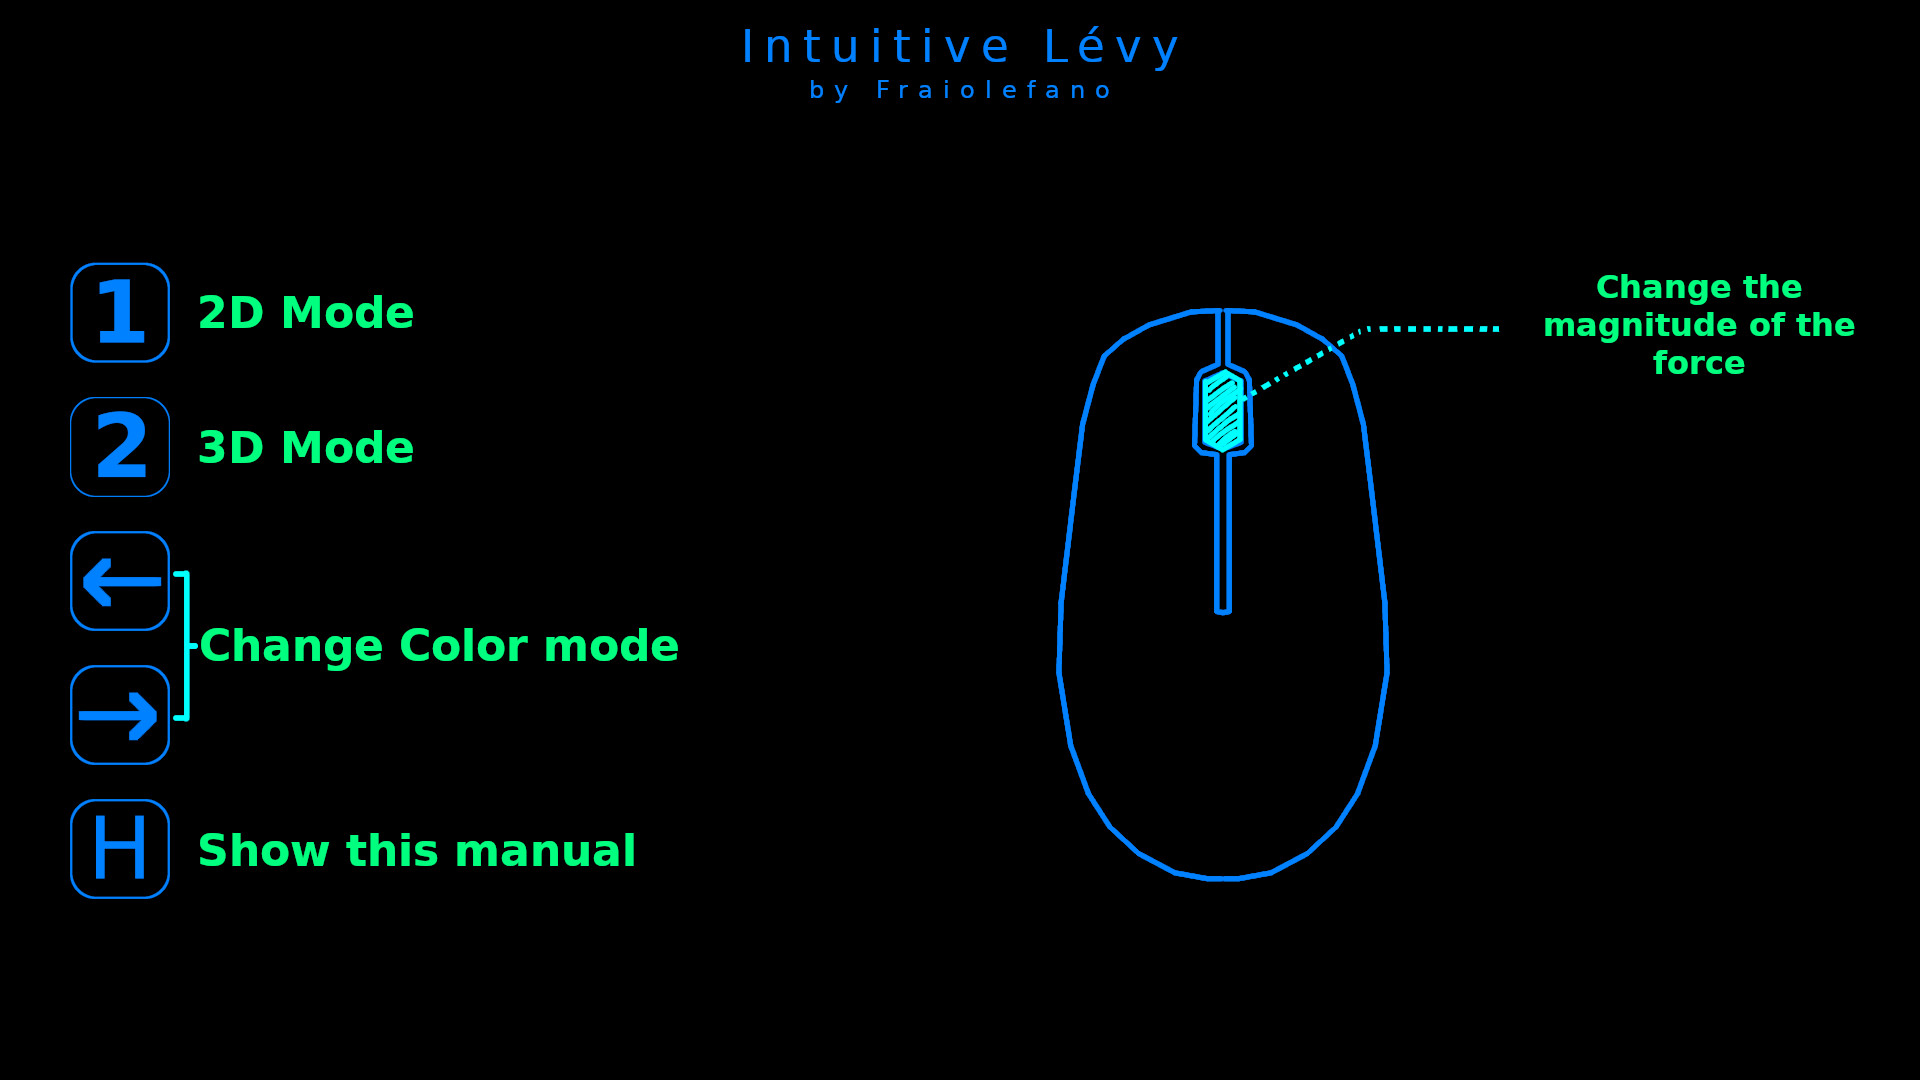 Intuitive Lévy
by Fraiolefano
1 2D Mode
2 3D Mode
←
Change Color mode
→
H Show this manual
Change the
magnitude of the
force